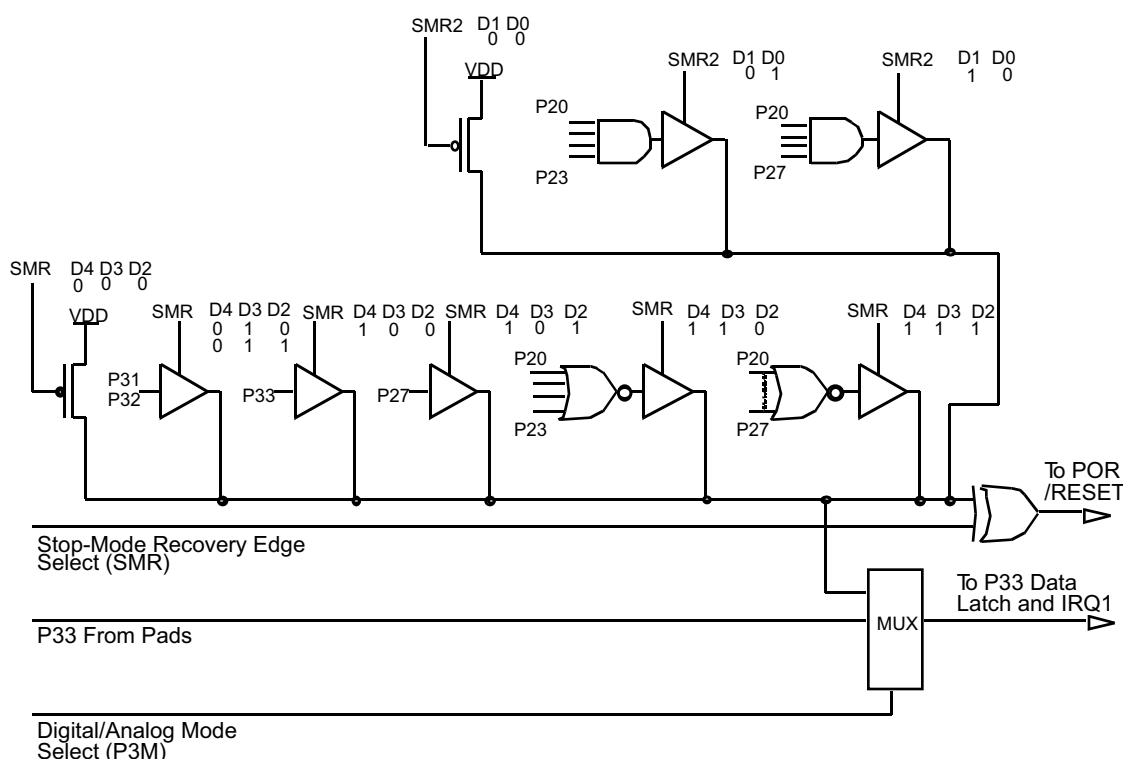 SMR2 D1 D0
0 0
VDD
SMR2 D1 D0
0 1
SMR2 D1 D0
1 0
P20
P23
P20
P27
SMR D4 D3 D2
0 0 0
VDD
SMR D4 D3 D2
0 1 0
0 1 1
SMR D4 D3 D2
1 0 0
SMR D4 D3 D2
1 0 1
SMR D4 D3 D2
1 1 0
SMR D4 D3 D2
1 1 1
P31
P32
P33
P27
P20
P23
P20
P27
To POR
/RESET
Stop-Mode Recovery Edge
Select (SMR)
To P33 Data
Latch and IRQ1
MUX
P33 From Pads
Digital/Analog Mode
Select (P3M)